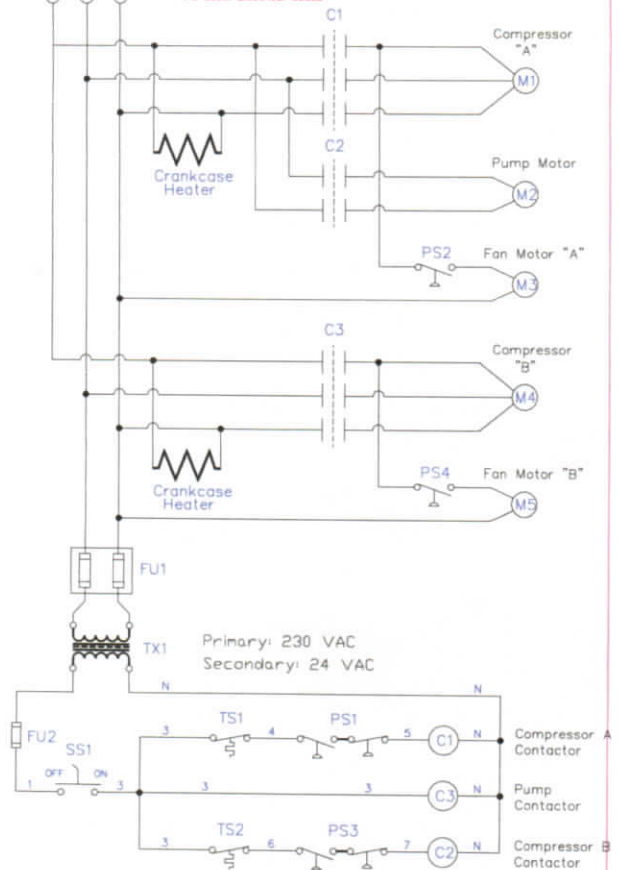 C1
Compressor
"A"
M1
Crankcase
Heater
C2
Pump Motor
M2
PS2
Fan Motor "A"
M3
C3
Compressor
"B"
M4
Crankcase
Heater
PS4
Fan Motor "B"
M5
FU1
TX1
Primary: 230 VAC
Secondary: 24 VAC
N
N
FU2
SS1
OFF
ON
1
3
3
TS1
4
PS1
5
C1
N
Compressor A
Contactor
3
3
C3
N
Pump
Contactor
3
TS2
6
PS3
7
C2
N
Compressor B
Contactor